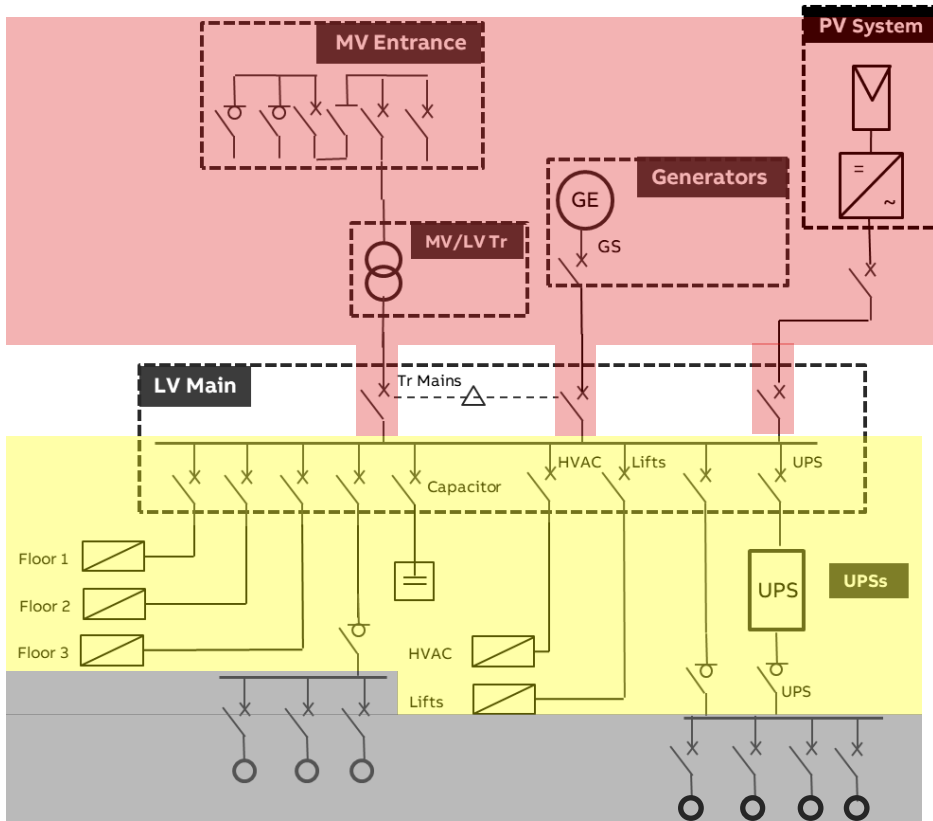 MV Entrance
PV System
=
~
Generators
GE
GS
MV/LV Tr
LV Main
Tr Mains
HVAC
Lifts
UPS
Capacitor
Floor 1
Floor 2
Floor 3
UPS
UPSs
HVAC
Lifts
UPS